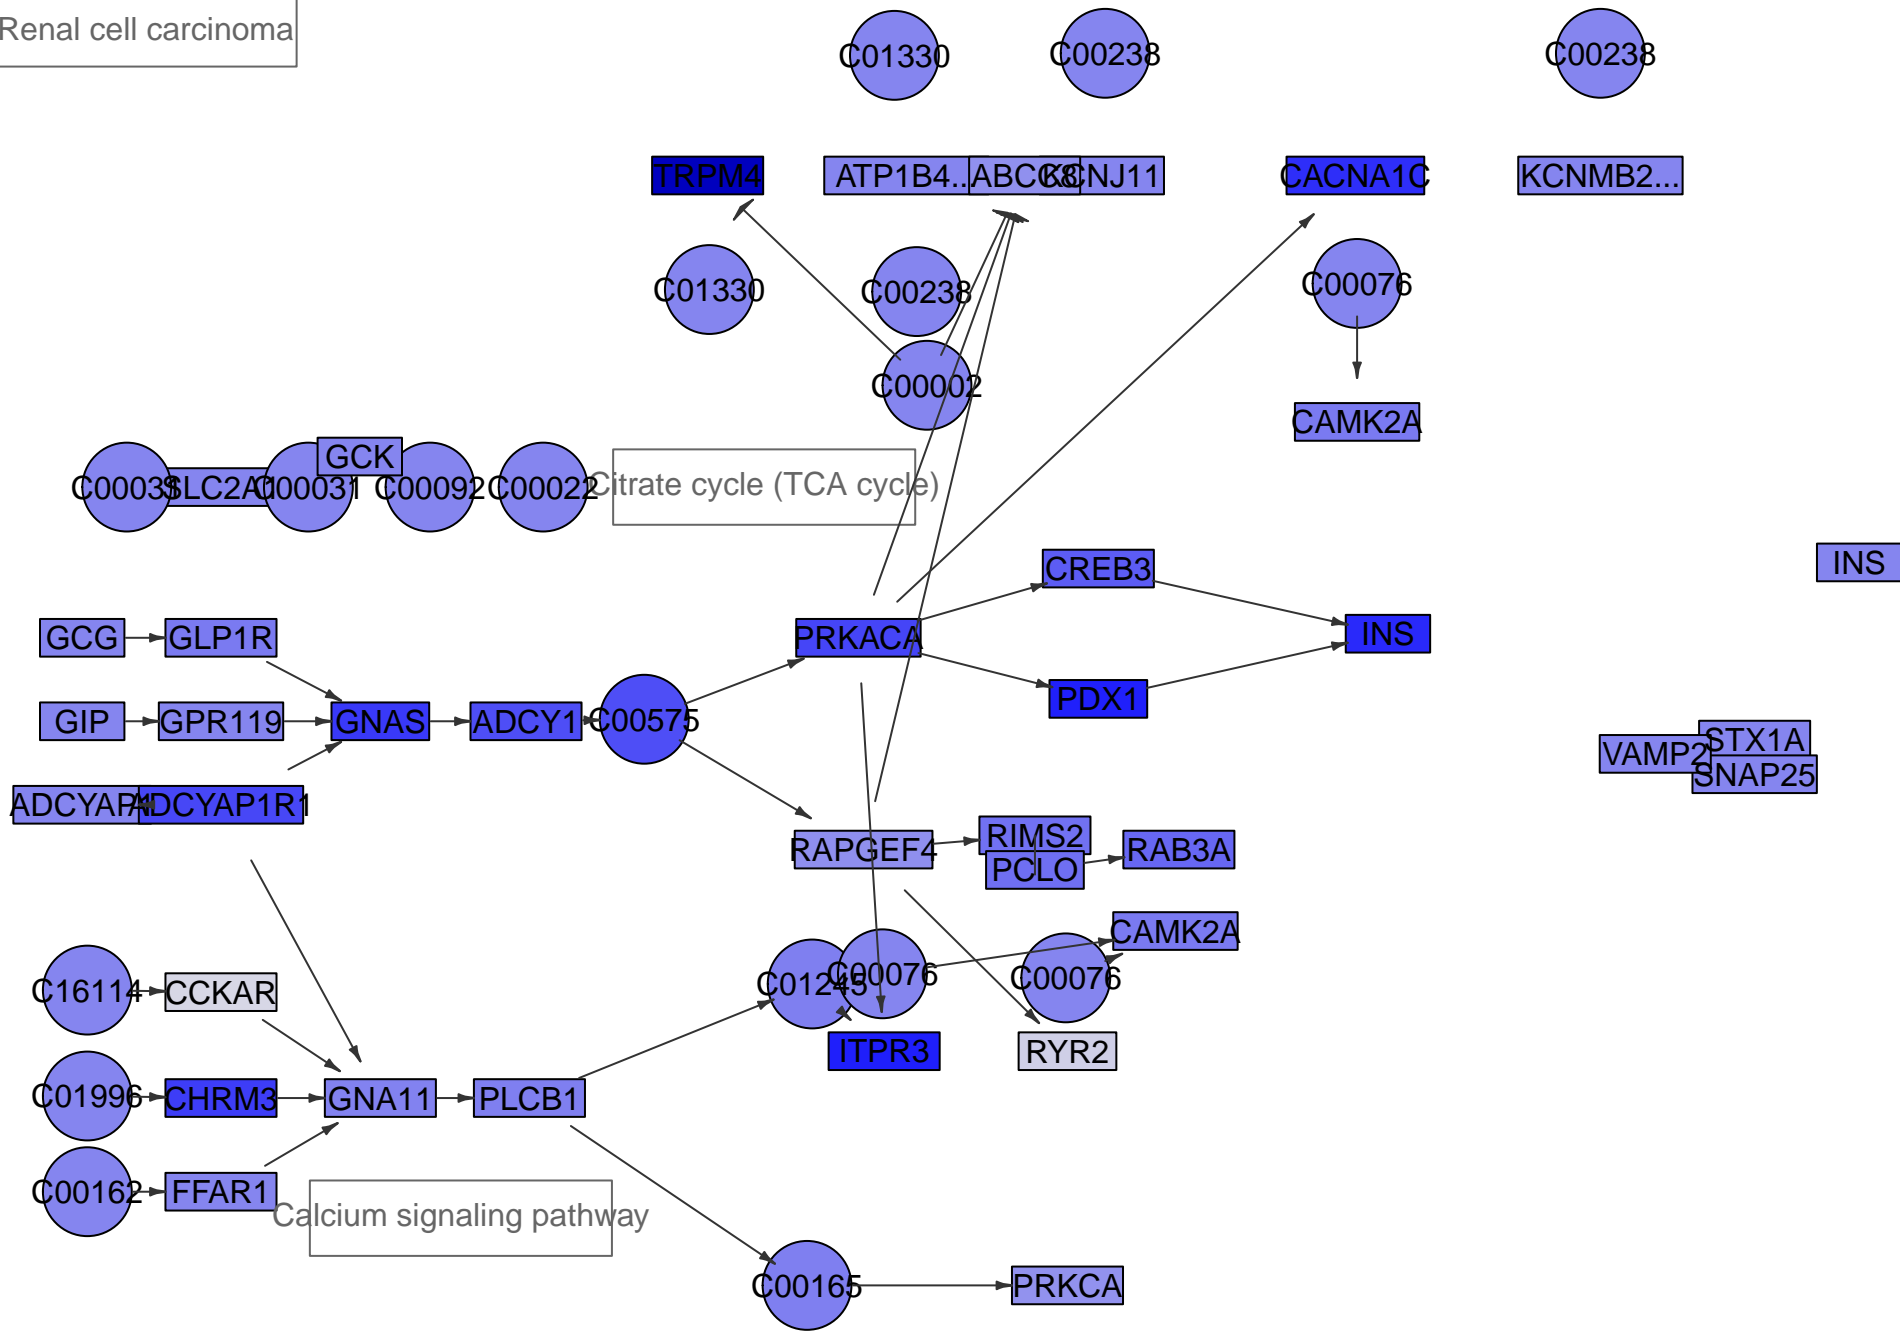 Renal cell carcinoma
C01330
C00238
C00238
TRPM4
ATP1B4...
ABCC8
KCNJ11
CACNA1C
KCNMB2...
C01330
C00238
C00076
C00002
CAMK2A
GCK
C00031
SLC2A1
C00031
C00092
C00022
Citrate cycle (TCA cycle)
CREB3
INS
GCG
GLP1R
PRKACA
INS
GIP
GPR119
GNAS
ADCY1
C00575
PDX1
STX1A
VAMP2
SNAP25
ADCYAP1
ADCYAP1R1
RAPGEF4
RIMS2
PCLO
RAB3A
CAMK2A
C16114
CCKAR
C01245
C00076
C00076
ITPR3
RYR2
C01996
CHRM3
GNA11
PLCB1
C00162
FFAR1
Calcium signaling pathway
C00165
PRKCA